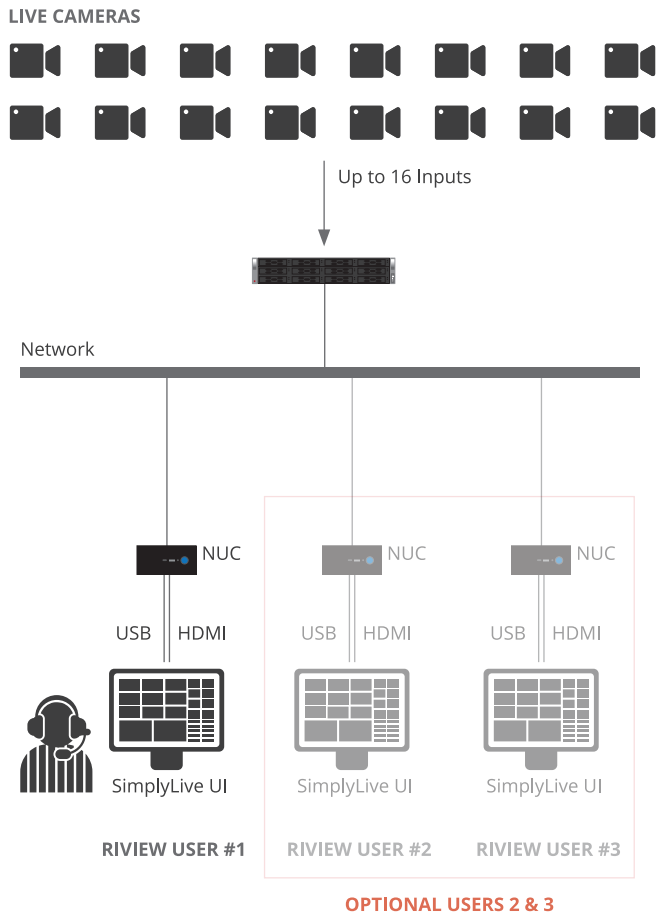 LIVE CAMERAS
Up to 16 Inputs
Network
NUC
NUC
NUC
USB HDMI
USB HDMI
USB HDMI
SimplyLive UI
SimplyLive UI
SimplyLive UI
RIVIEW USER #1
RIVIEW USER #2
RIVIEW USER #3
OPTIONAL USERS 2 & 3